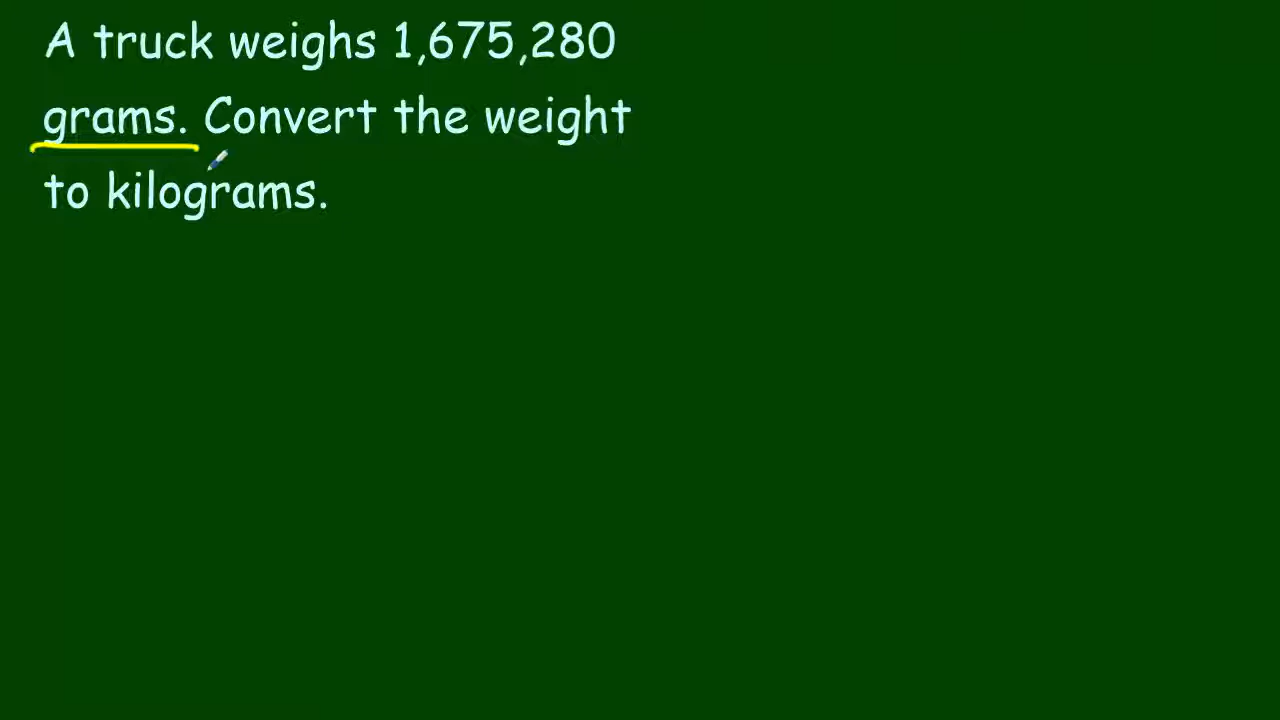 A truck weighs 1,675,280
grams. Convert the weight
to kilograms.